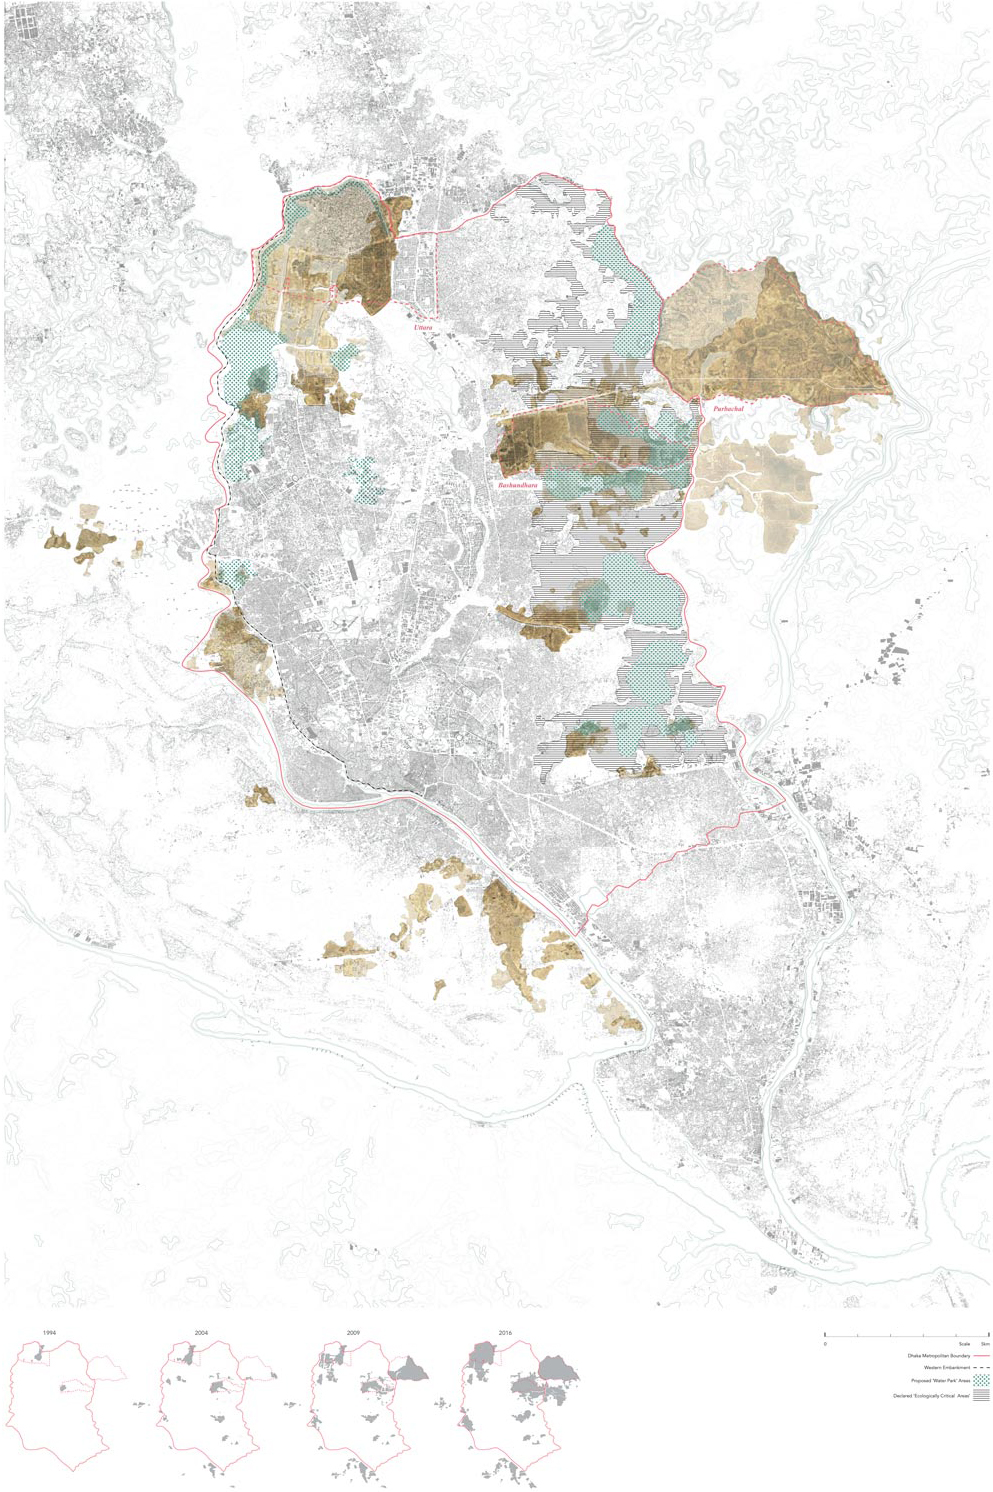 Uttara
Purbachal
Bashundhara
1994
2004
2009
2016
0
Scale
5km
Dhaka Metropolitan Boundary
Western Embankment
Proposed 'Water Park' Areas
Declared 'Ecologically Critical Areas'